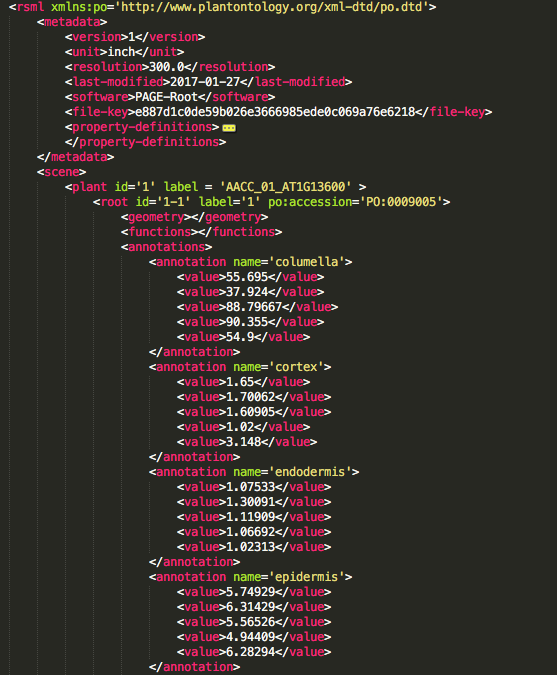 <rsml xmlns:po='http://www.plantontology.org/xml-dtd/po.dtd'>
<metadata>
<version>1</version>
<unit>inch</unit>
<resolution>300.0</resolution>
<last-modified>2017-01-27</last-modified>
<software>PAGE-Root</software>
<file-key>e887d1c0de59b026e3666985ede0c069a76e6218</file-key>
<property-definitions>
</property-definitions>
</metadata>
<scene>
<plant id='1' label = 'AACC_01_AT1G13600' >
<root id='1-1' label='1' po:accession='PO:0009005'>
<geometry></geometry>
<functions></functions>
<annotations>
<annotation name='columella'>
<value>55.695</value>
<value>37.924</value>
<value>88.79667</value>
<value>90.355</value>
<value>54.9</value>
</annotation>
<annotation name='cortex'>
<value>1.65</value>
<value>1.70062</value>
<value>1.60905</value>
<value>1.02</value>
<value>3.148</value>
</annotation>
<annotation name='endodermis'>
<value>1.07533</value>
<value>1.30091</value>
<value>1.11909</value>
<value>1.06692</value>
<value>1.02313</value>
</annotation>
<annotation name='epidermis'>
<value>5.74929</value>
<value>6.31429</value>
<value>5.56526</value>
<value>4.94409</value>
<value>6.28294</value>
</annotation>